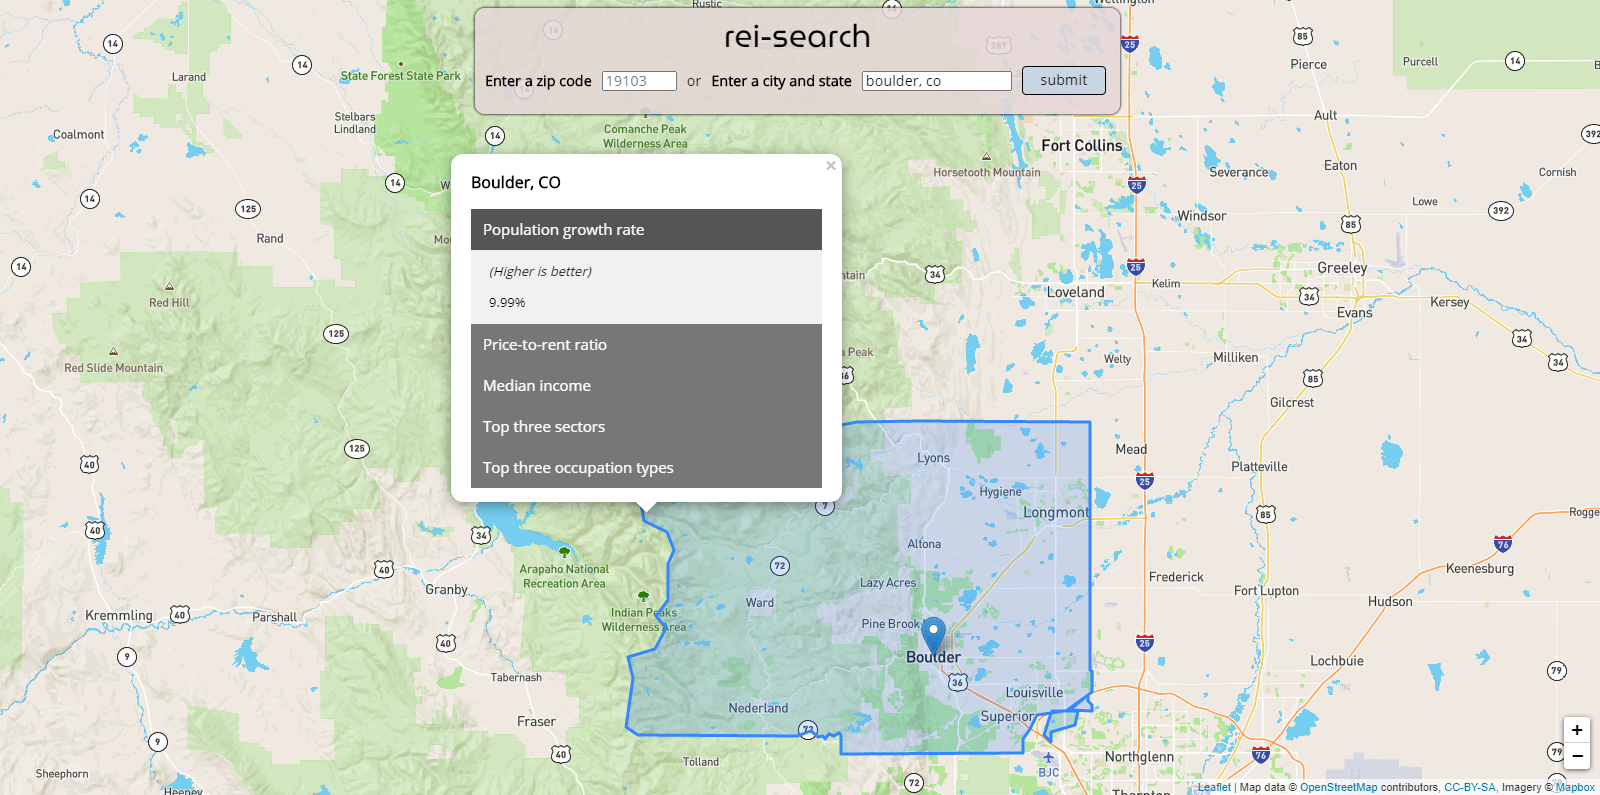 rei-search
Enter a zip code 19103 or Enter a city and state boulder, co submit
×
Boulder, CO
Population growth rate
(Higher is better)
9.99%
Price-to-rent ratio
Median income
Top three sectors
Top three occupation types
Rustic
Wellington
14
14
14
287
25
85
Pierce
Purcell
14
Larand
14
State Forest State Park
14
Stelbars
Lindland
Ault
Coalmont
14
Comanche Peak
Wilderness Area
Fort Collins
392
Eaton
Horsetooth Mountain
Severance
Cornish
14
25
Lowe
90
14
125
Windsor
392
85
Rand
14
34
25
Greeley
Loveland
Kelim
34
Kersey
Red Hill
Evans
125
34
34
Red Slide Mountain
Welty
Milliken
85
Gilcrest
125
Lyons
Mead
40
Platteville
Hygiene
25
7
Longmont
85
40
34
Altona
76
Arapaho National
Recreation Area
40
72
Lazy Acres
Frederick
Keenesburg
Granby
Ward
Fort Lupton
Hudson
Kremmling
40
Parshall
Indian Peaks
Wilderness Area
Pine Brook
40
25
9
Boulder
Lochbuie
Tabernash
36
79
Louisville
Nederland
Superior
Fraser
72
9
40
Tolland
BJC
Northglenn
76
79
Sheephorn
72
Heeney
Thornton
+
−
Leaflet | Map data © OpenStreetMap contributors, CC-BY-SA, Imagery © Mapbox